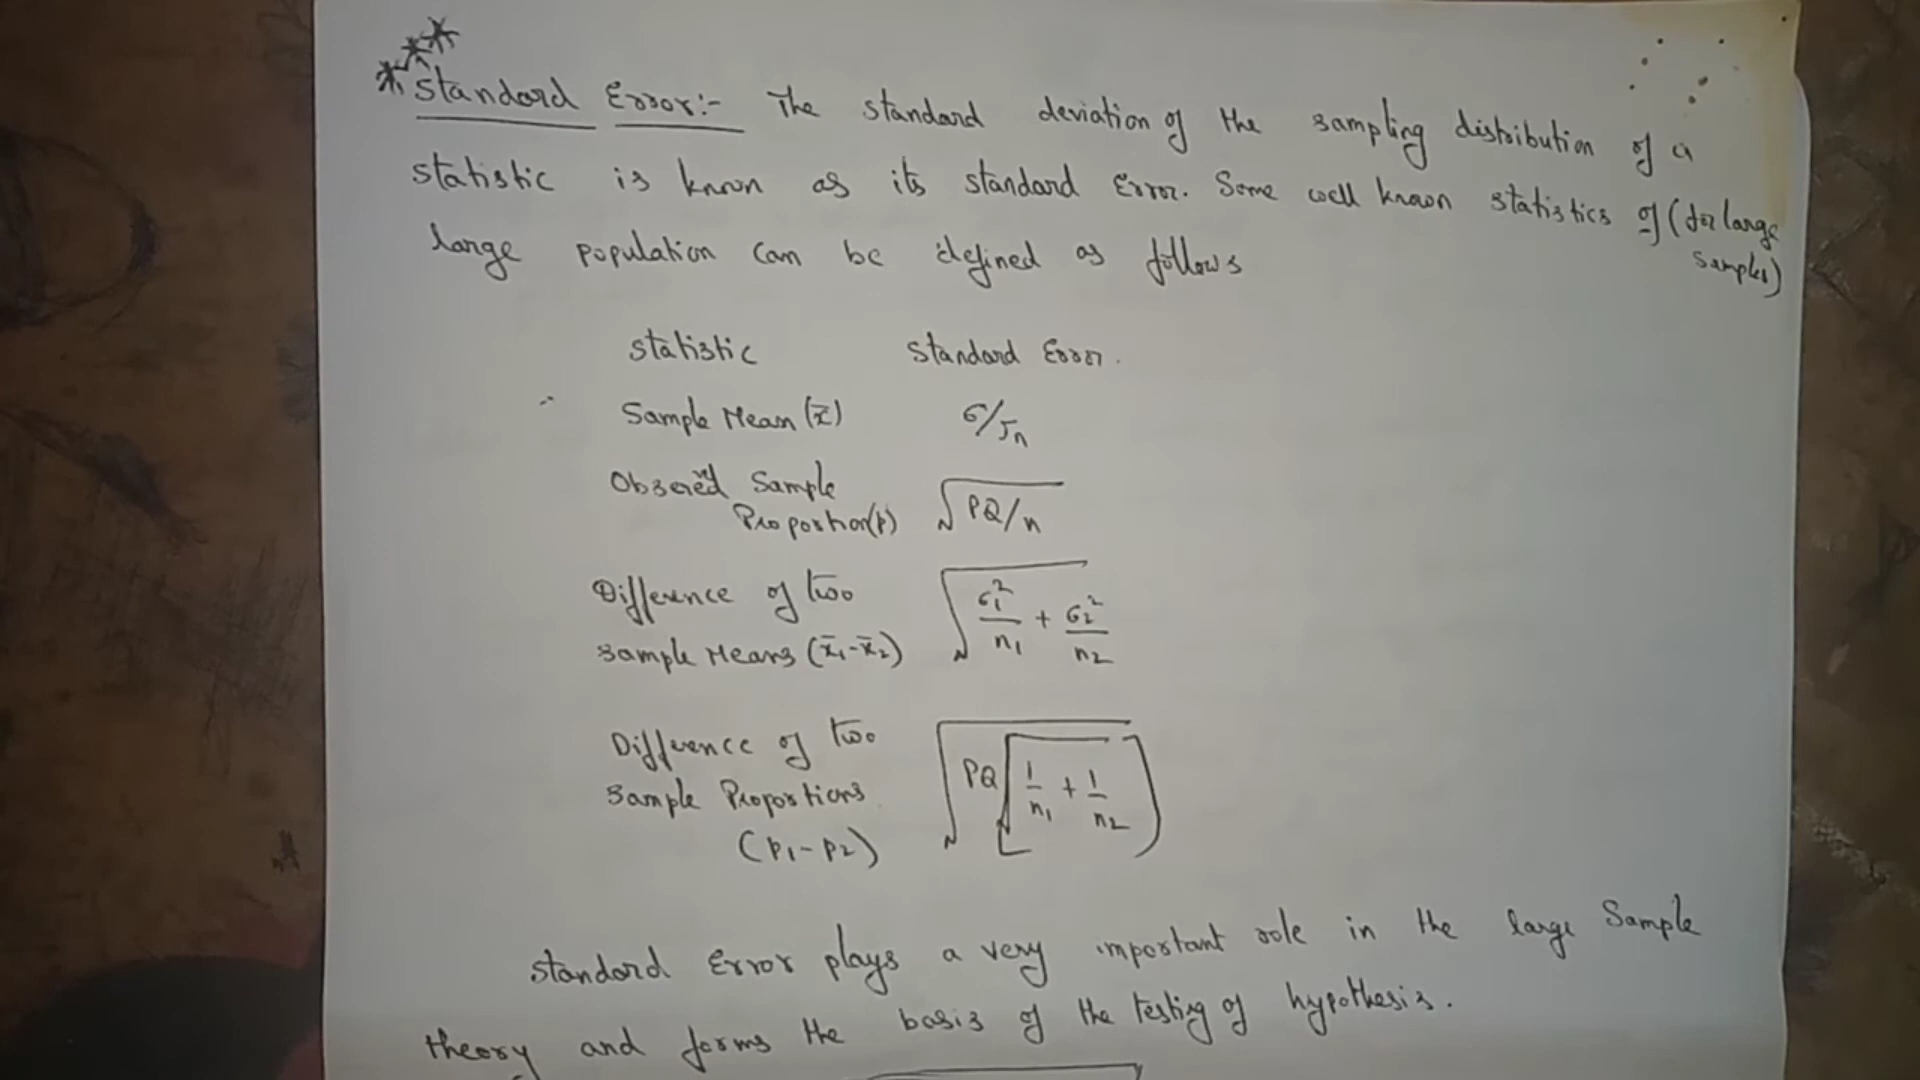 Standard Error:- The standard deviation of the sampling distribution of a
statistic is known as its standard Error. Some well known statistics of (for large
samples)
large population can be defined as follows
Statistic Standard Error.
Sample Mean (x̄) σ/√n
Observed Sample
Proportion(p) √PQ/n
Difference of two
Sample Means (x̄₁-x̄₂) √σ₁²/n₁ + σ₂²/n₂
Difference of two
Sample Proportions
(p₁-p₂) √PQ[1/n₁ + 1/n₂)
Standard Error plays a very important role in the large Sample
theory and forms the basis of the testing of hypothesis.